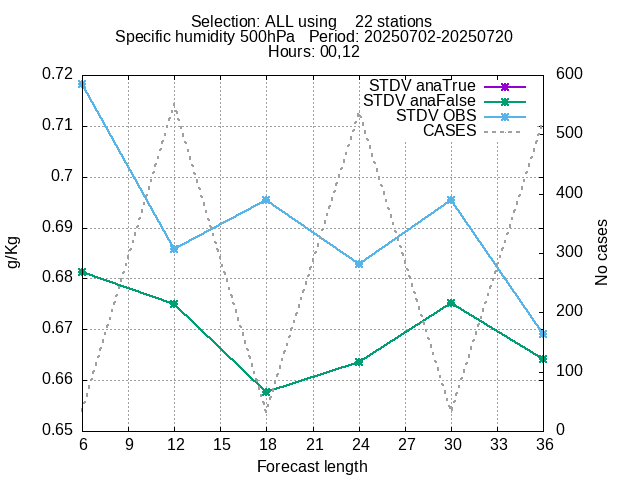 Selection: ALL using    22 stations
Specific humidity 500hPa   Period: 20250702-20250720
Hours: 00,12
STDV anaTrue
STDV anaFalse
STDV OBS
CASES
0.72
0.71
0.7
0.69
0.68
0.67
0.66
0.65
g/Kg
600
500
400
300
200
100
0
No cases
6 9 12 15 18 21 24 27 30 33 36
Forecast length